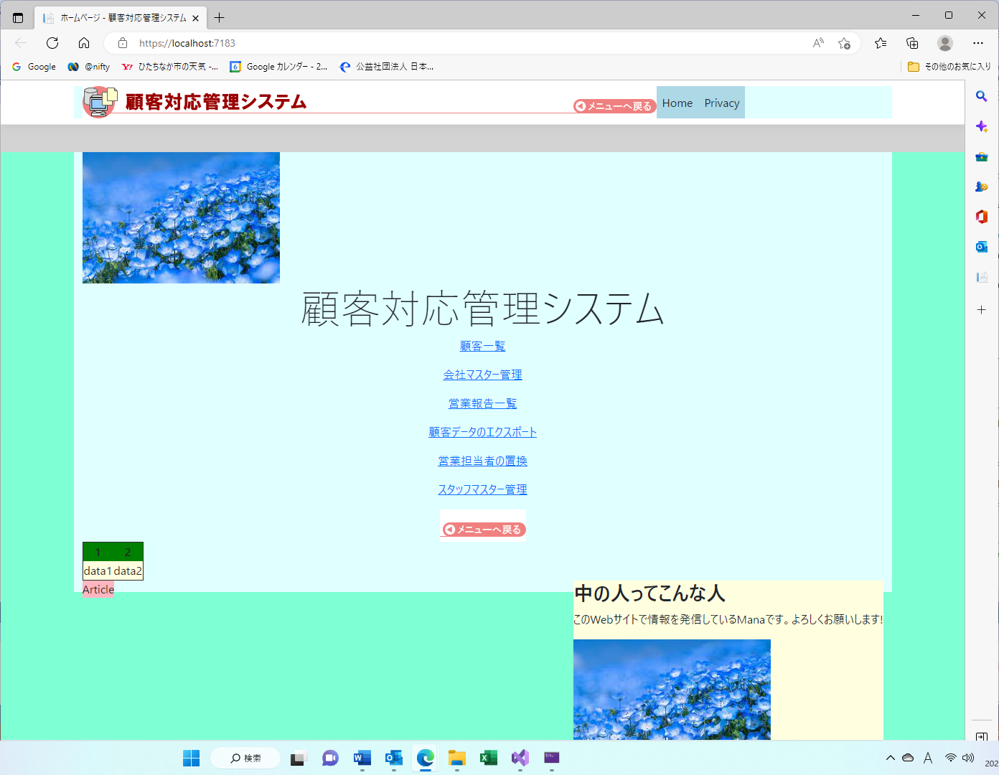 ホームページ - 顧客対応管理システム
https://localhost:7183
Google
@nifty
ひたちなか市の天気 -...
Google カレンダー - 2...
公益社団法人 日本...
その他のお気に入り
顧客対応管理システム
メニューへ戻る
Home
Privacy
顧客対応管理システム
顧客一覧
会社マスター管理
営業報告一覧
顧客データのエクスポート
営業担当者の置換
スタッフマスター管理
メニューへ戻る
1 2
data1 data2
Article
中の人ってこんな人
このWebサイトで情報を発信しているManaです。よろしくお願いします!
検索
A
202